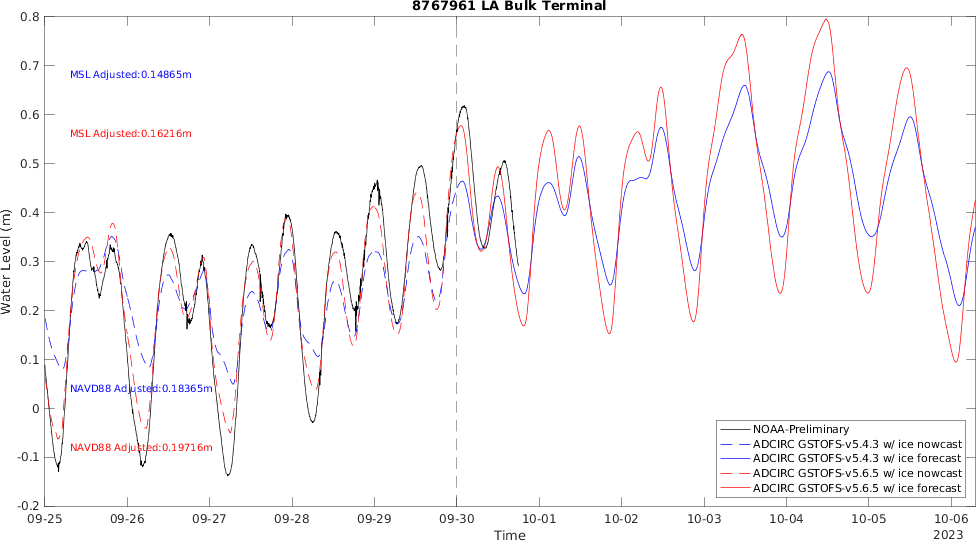 8767961 LA Bulk Terminal
0.8
0.7
0.6
0.5
0.4
0.3
0.2
0.1
0
-0.1
-0.2
Water Level (m)
MSL Adjusted:0.14865m
MSL Adjusted:0.16216m
NAVD88 Adjusted:0.18365m
NAVD88 Adjusted:0.19716m
NOAA-Preliminary
ADCIRC GSTOFS-v5.4.3 w/ ice nowcast
ADCIRC GSTOFS-v5.4.3 w/ ice forecast
ADCIRC GSTOFS-v5.6.5 w/ ice nowcast
ADCIRC GSTOFS-v5.6.5 w/ ice forecast
09-25 09-26 09-27 09-28 09-29 09-30 10-01 10-02 10-03 10-04 10-05 10-06
Time
2023